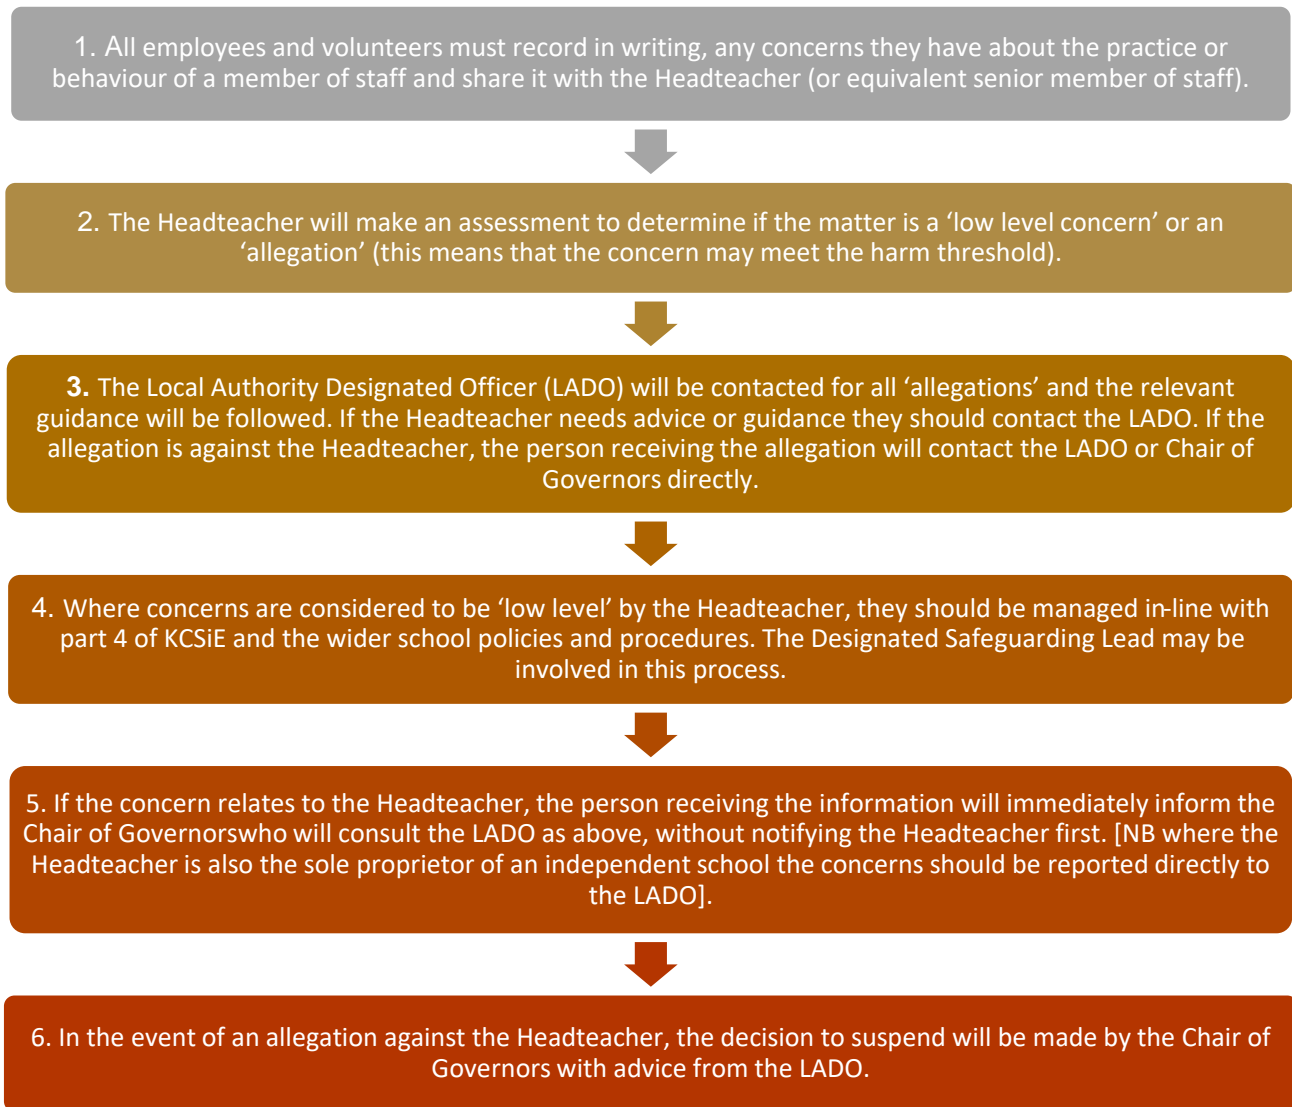 1. All employees and volunteers must record in writing, any concerns they have about the practice or
behaviour of a member of staff and share it with the Headteacher (or equivalent senior member of staff).
2. The Headteacher will make an assessment to determine if the matter is a ‘low level concern’ or an
‘allegation’ (this means that the concern may meet the harm threshold).
3. The Local Authority Designated Officer (LADO) will be contacted for all ‘allegations’ and the relevant
guidance will be followed. If the Headteacher needs advice or guidance they should contact the LADO. If the
allegation is against the Headteacher, the person receiving the allegation will contact the LADO or Chair of
Governors directly.
4. Where concerns are considered to be ‘low level’ by the Headteacher, they should be managed in-line with
part 4 of KCSiE and the wider school policies and procedures. The Designated Safeguarding Lead may be
involved in this process.
5. If the concern relates to the Headteacher, the person receiving the information will immediately inform the
Chair of Governorswho will consult the LADO as above, without notifying the Headteacher first. [NB where the
Headteacher is also the sole proprietor of an independent school the concerns should be reported directly to
the LADO].
6. In the event of an allegation against the Headteacher, the decision to suspend will be made by the Chair of
Governors with advice from the LADO.